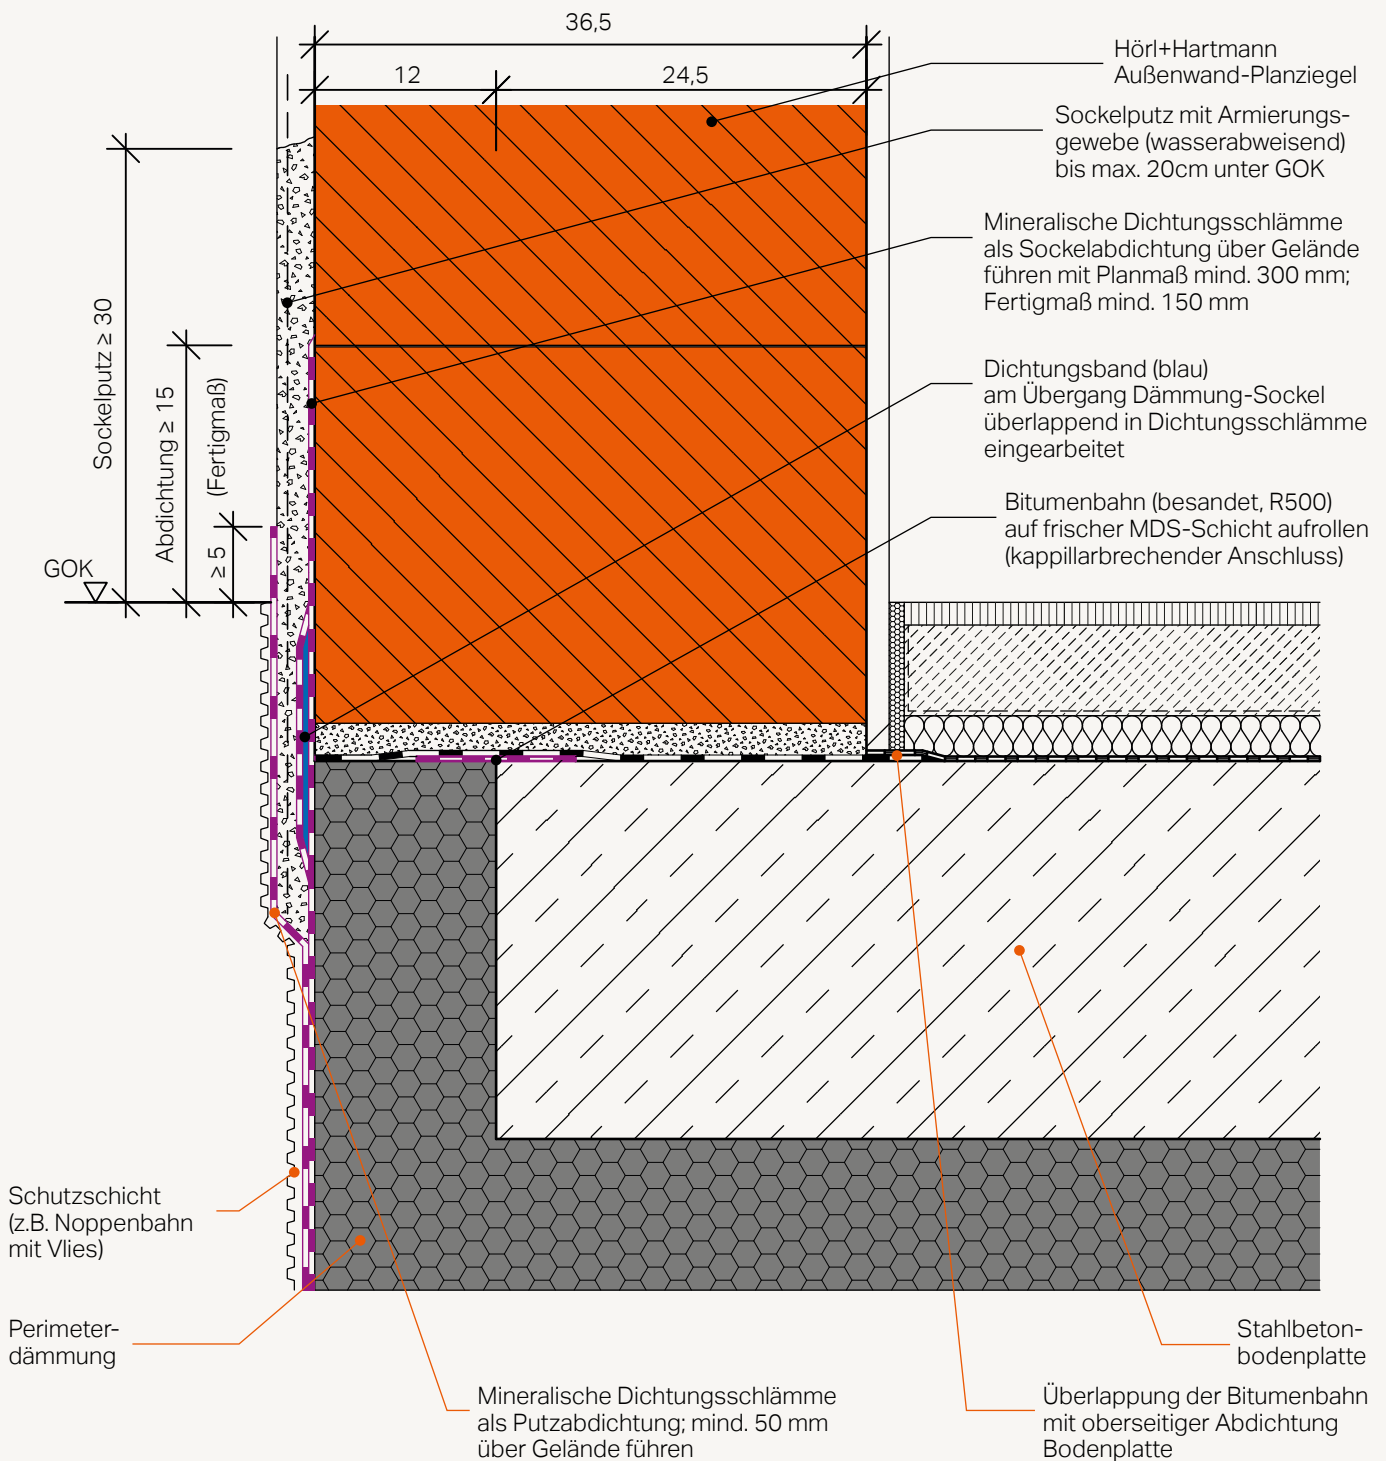 36,5
12
24,5
Hörl+Hartmann
Außenwand-Planziegel
Sockelputz mit Armierungs-
gewebe (wasserabweisend)
bis max. 20cm unter GOK
Mineralische Dichtungsschlämme
als Sockelabdichtung über Gelände
führen mit Planmaß mind. 300 mm;
Fertigmaß mind. 150 mm
Dichtungsband (blau)
am Übergang Dämmung-Sockel
überlappend in Dichtungsschlämme
eingearbeitet
Bitumenbahn (besandet, R500)
auf frischer MDS-Schicht aufrollen
(kappillarbrechender Anschluss)
Sockelputz ≥ 30
Abdichtung ≥ 15
≥ 5 (Fertigmaß)
GOK
Schutzschicht
(z.B. Noppenbahn
mit Vlies)
Perimeter-
dämmung
Mineralische Dichtungsschlämme
als Putzabdichtung; mind. 50 mm
über Gelände führen
Stahlbeton-
bodenplatte
Überlappung der Bitumenbahn
mit oberseitiger Abdichtung
Bodenplatte